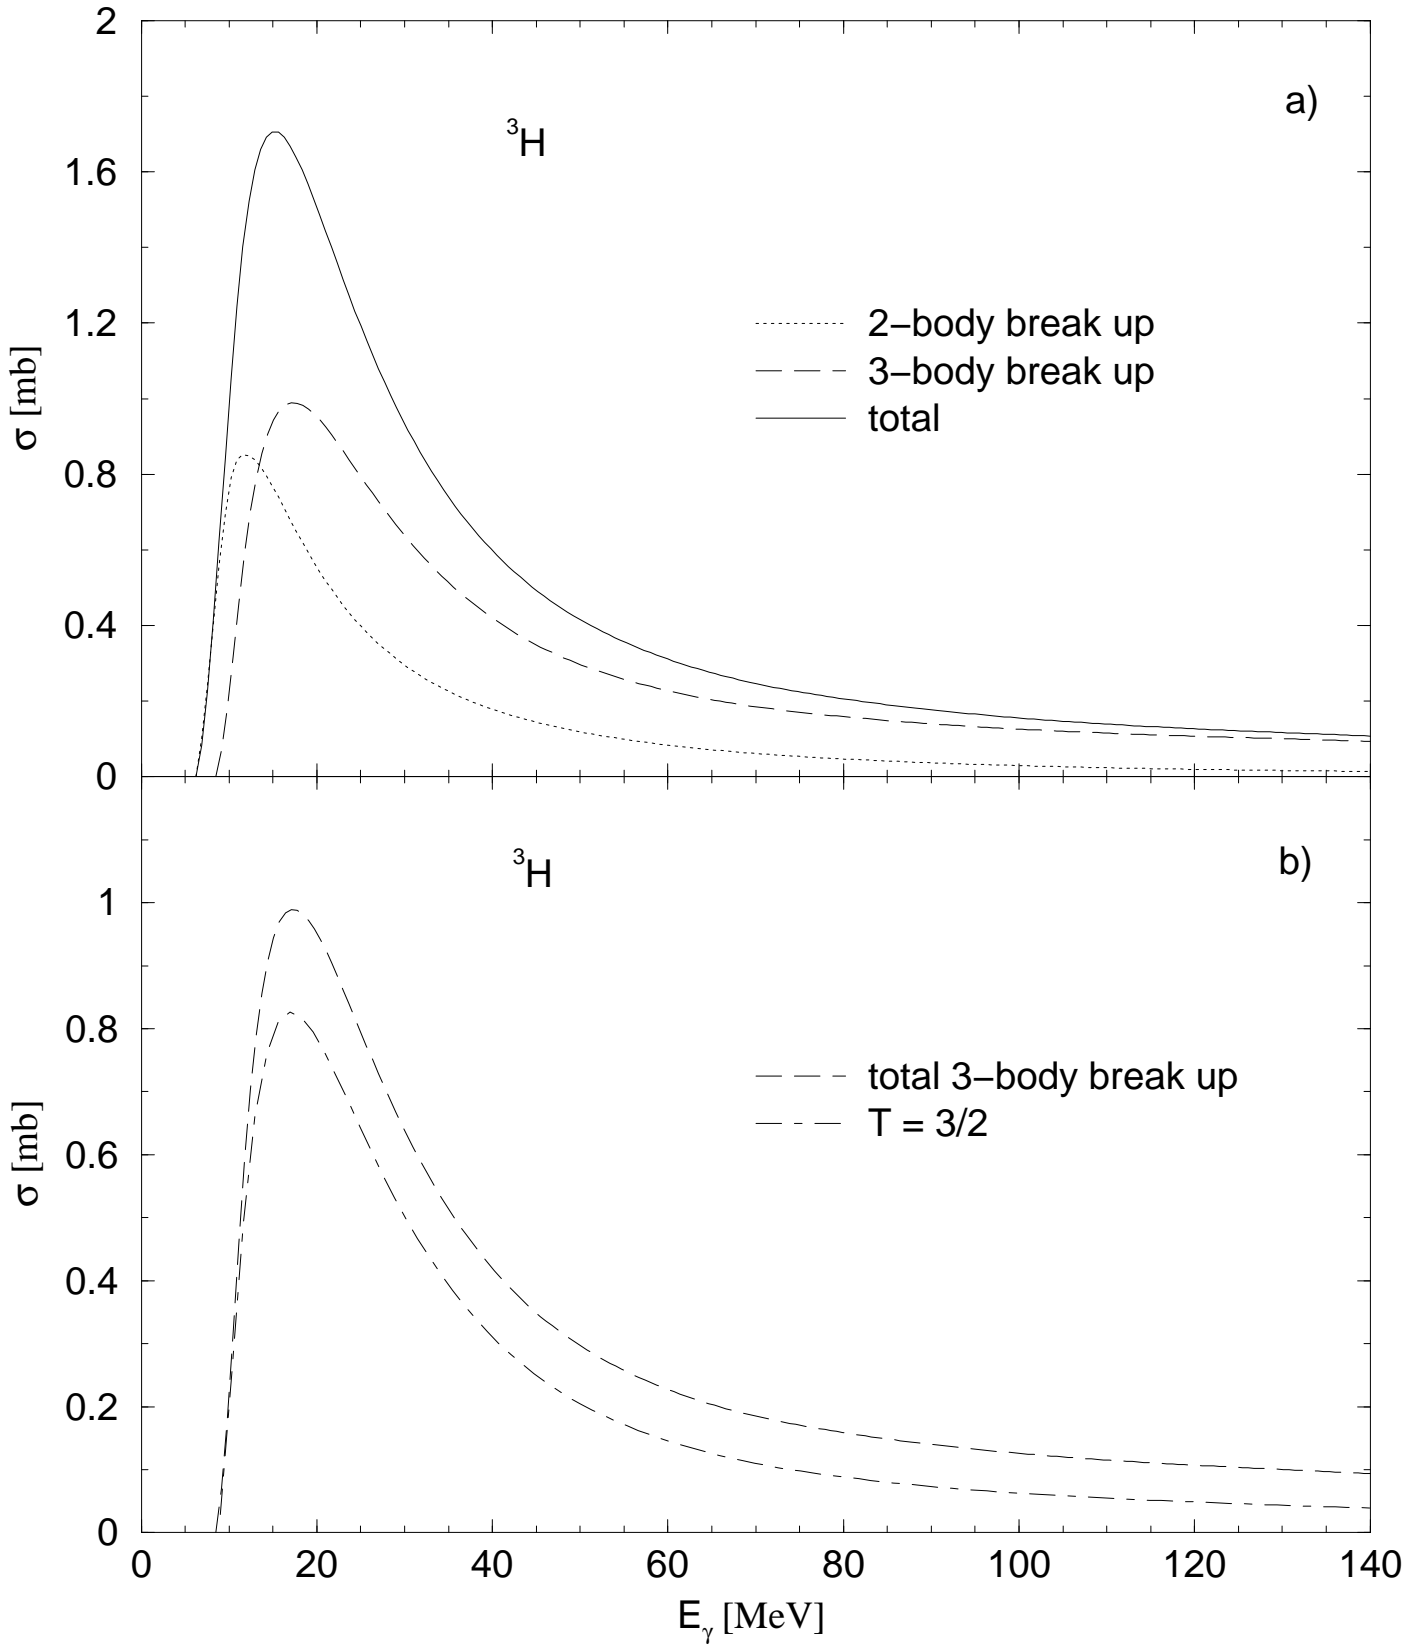 2
1.6
1.2
0.8
0.4
0
σ [mb]
³H
a)
2−body break up
3−body break up
total
1
0.8
0.6
0.4
0.2
0
σ [mb]
³H
b)
total 3−body break up
T = 3/2
0 20 40 60 80 100 120 140
Eγ [MeV]